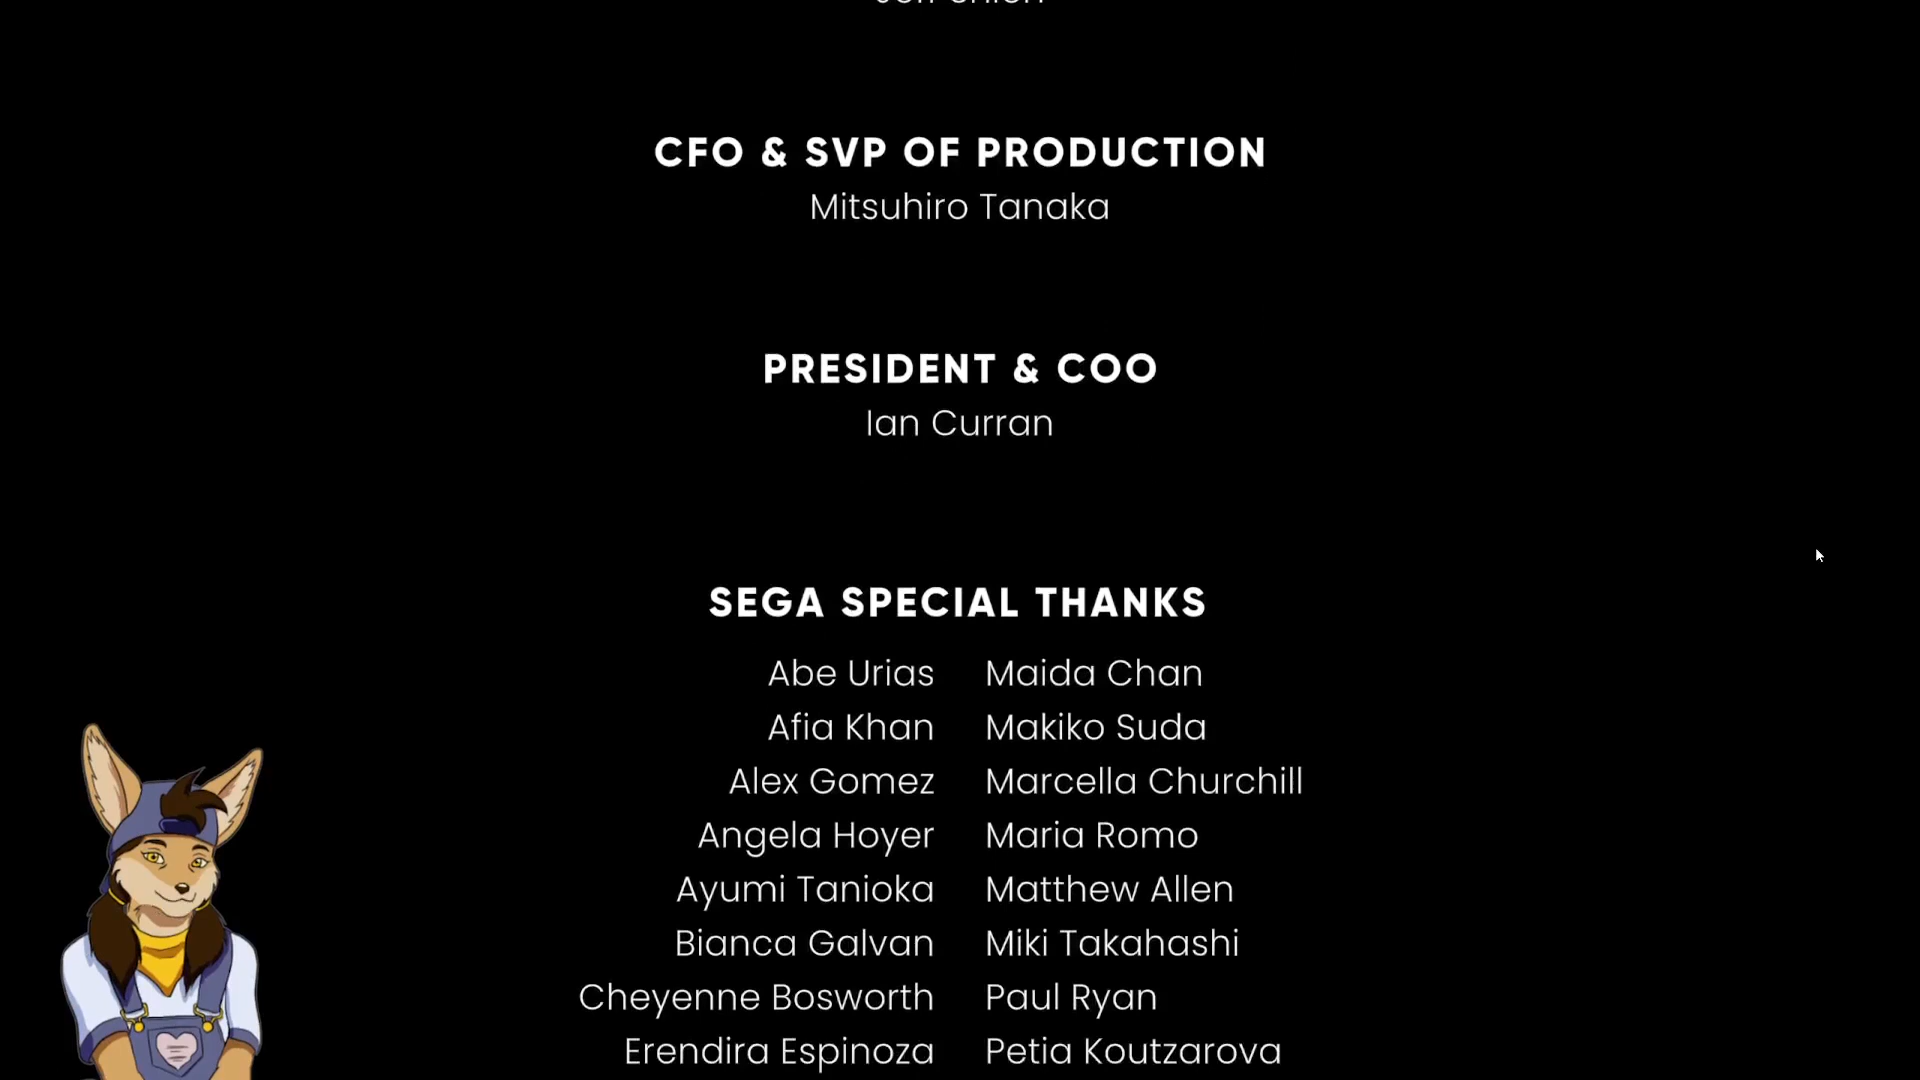 CFO & SVP OF PRODUCTION
Mitsuhiro Tanaka
PRESIDENT & COO
Ian Curran
SEGA SPECIAL THANKS
Abe Urias Maida Chan
Afia Khan Makiko Suda
Alex Gomez Marcella Churchill
Angela Hoyer Maria Romo
Ayumi Tanioka Matthew Allen
Bianca Galvan Miki Takahashi
Cheyenne Bosworth Paul Ryan
Erendira Espinoza Petia Koutzarova